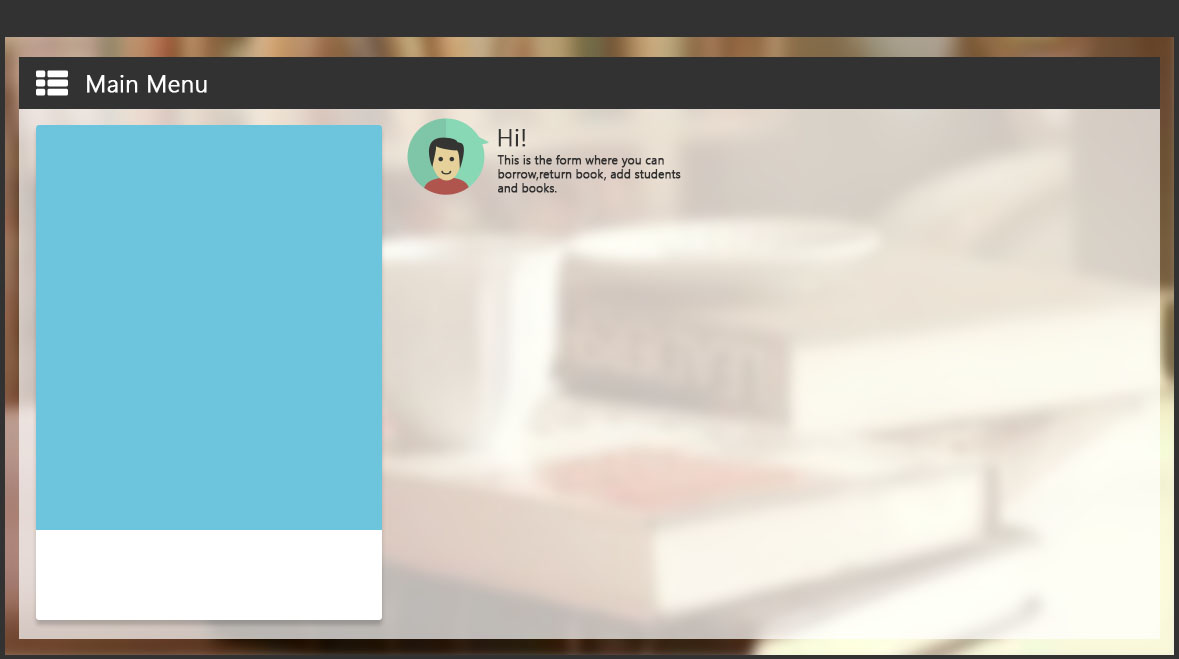 Main Menu
Hi!
This is the form where you can
borrow,return book, add students
and books.